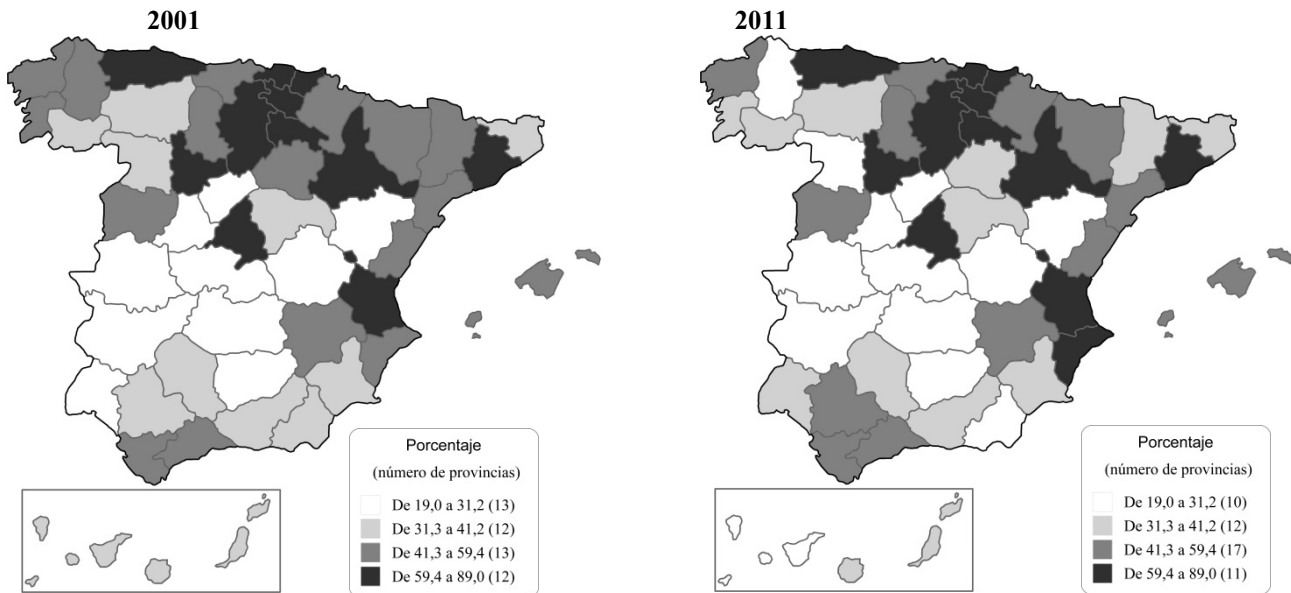 2001
Porcentaje
(número de provincias)
De 19,0 a 31,2 (13)
De 31,3 a 41,2 (12)
De 41,3 a 59,4 (13)
De 59,4 a 89,0 (12)
2011
Porcentaje
(número de provincias)
De 19,0 a 31,2 (10)
De 31,3 a 41,2 (12)
De 41,3 a 59,4 (17)
De 59,4 a 89,0 (11)